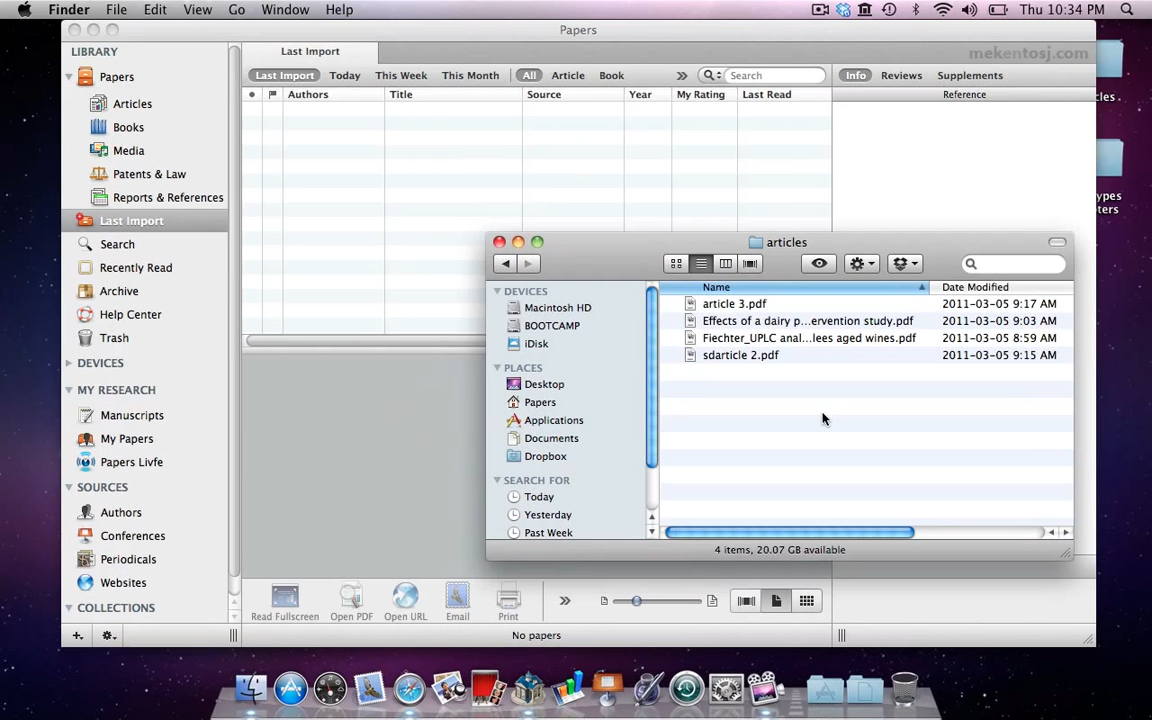 Finder File Edit View Go Window Help
Thu 10:34 PM
Papers
LIBRARY
Papers
Articles
Books
Media
Patents & Law
Reports & References
Last Import
Search
Recently Read
Archive
Help Center
Trash
DEVICES
MY RESEARCH
Manuscripts
My Papers
Papers Livfe
SOURCES
Authors
Conferences
Periodicals
Websites
COLLECTIONS
Last Import
mekentosj.com
Last Import Today This Week This Month All Article Book Search
Info Reviews Supplements
Authors Title Source Year My Rating Last Read
Reference
articles
DEVICES
Macintosh HD
BOOTCAMP
iDisk
PLACES
Desktop
Papers
Applications
Documents
Dropbox
SEARCH FOR
Today
Yesterday
Past Week
Name Date Modified
article 3.pdf 2011-03-05 9:17 AM
Effects of a dairy p...ervention study.pdf 2011-03-05 9:03 AM
Fiechter_UPLC anal...lees aged wines.pdf 2011-03-05 8:59 AM
sdarticle 2.pdf 2011-03-05 9:15 AM
4 items, 20.07 GB available
Read Fullscreen Open PDF Open URL Email Print
No papers